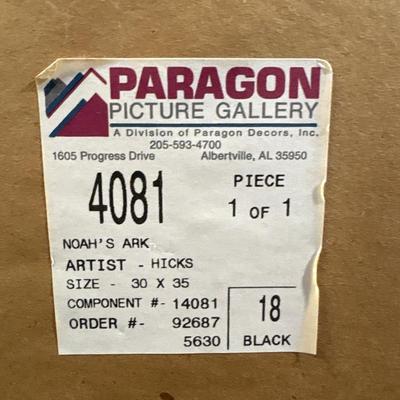 PARAGON
PICTURE GALLERY
A Division of Paragon Decors, Inc.
205-593-4700
1605 Progress Drive Albertville, AL 35950
4081 PIECE
1 OF 1
NOAH'S ARK
ARTIST - HICKS
SIZE - 30 X 35
COMPONENT #- 14081
ORDER #- 92687
5630
18
BLACK